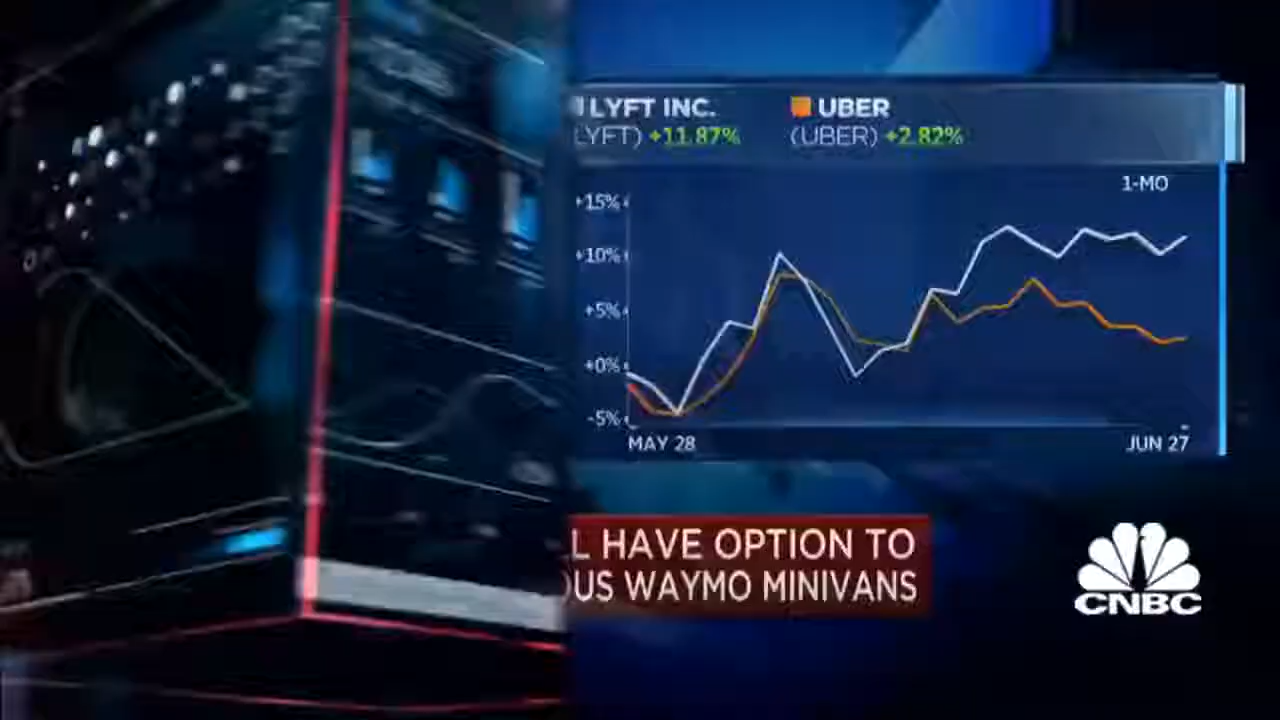 LYFT INC.
UBER
LYFT) +11.87%
(UBER) +2.82%
1-MO
+15%
+10%
+5%
+0%
-5%
MAY 28
JUN 27
L HAVE OPTION TO
OUS WAYMO MINIVANS
CNBC